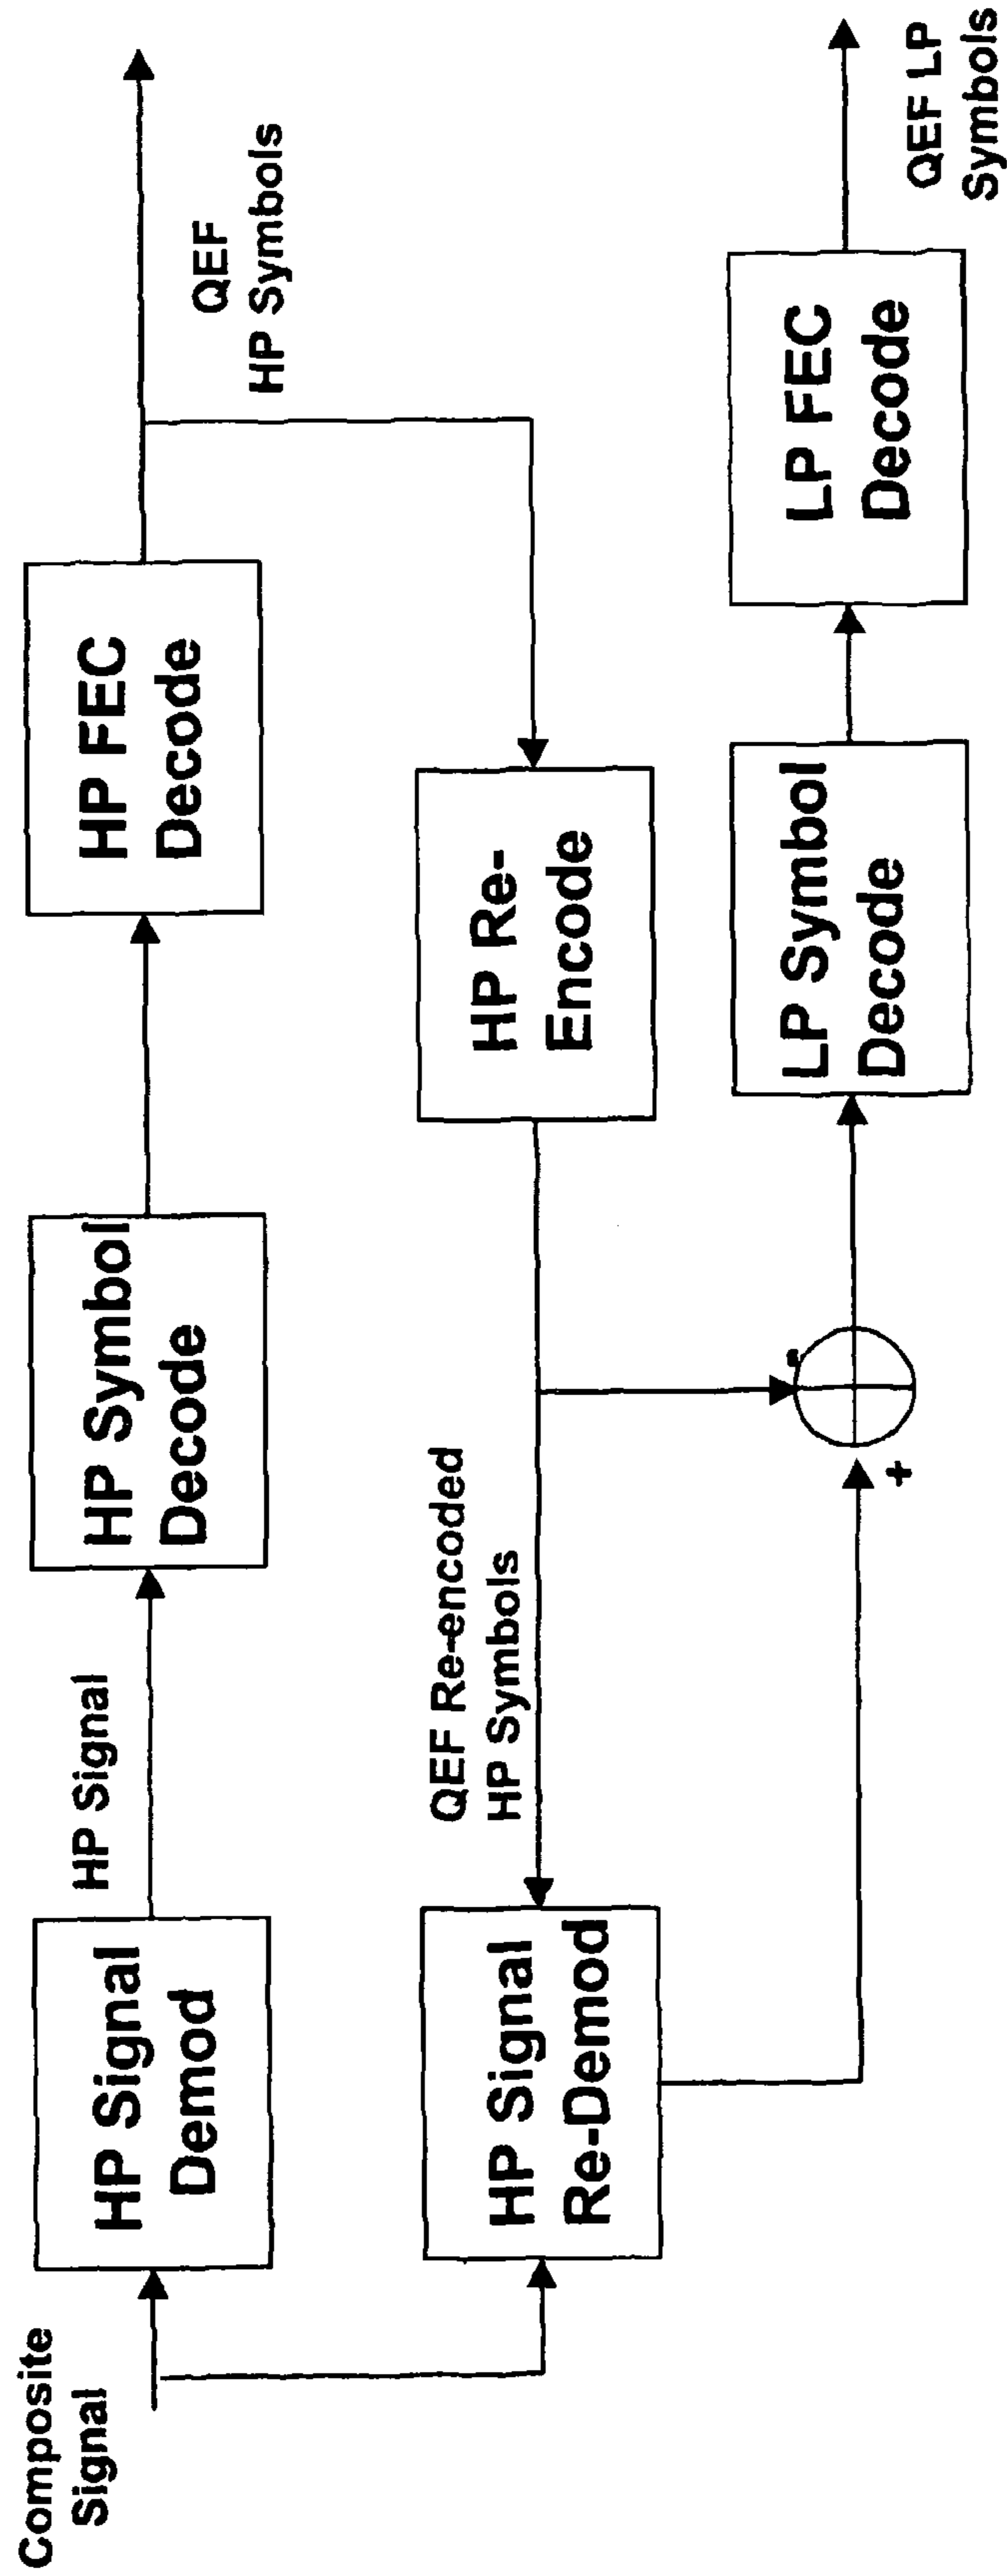 Composite
Signal
HP Signal
Demod
HP Signal
HP Symbol
Decode
HP FEC
Decode
QEF
HP Symbols
HP Signal
Re-Demod
QEF Re-encoded
HP Symbols
HP Re-
Encode
+
-
LP Symbol
Decode
LP FEC
Decode
QEF LP
Symbols